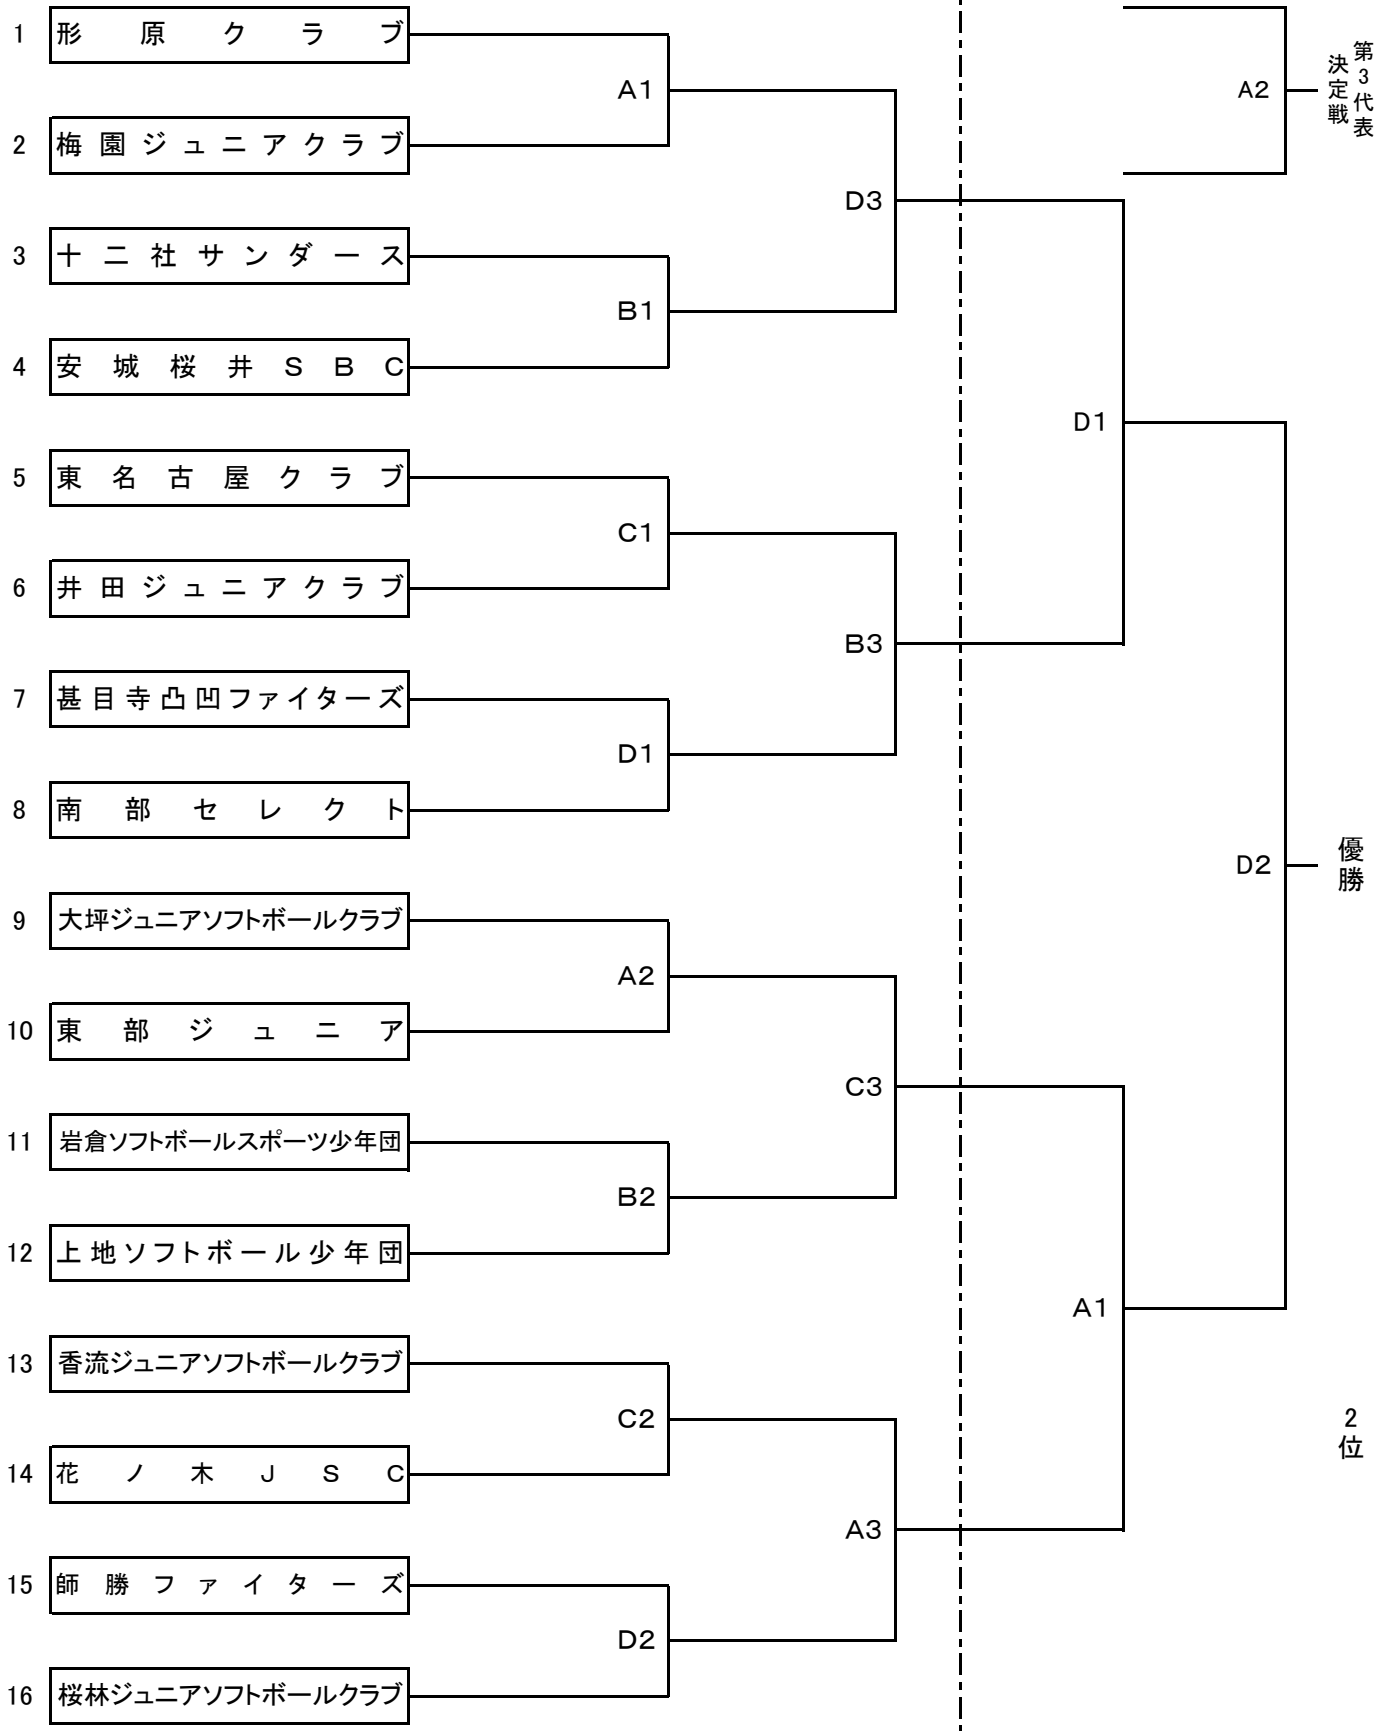 1 形原クラブ
A1
2 梅園ジュニアクラブ
D3
3 十二社サンダース
B1
4 安城桜井SBC
D1
5 東名古屋クラブ
C1
6 井田ジュニアクラブ
B3
7 甚目寺凸凹ファイターズ
D1
8 南部セレクト
D2
優勝
9 大坪ジュニアソフトボールクラブ
A2
10 東部ジュニア
C3
11 岩倉ソフトボールスポーツ少年団
B2
12 上地ソフトボール少年団
A1
13 香流ジュニアソフトボールクラブ
C2
2位
14 花ノ木JSC
A3
15 師勝ファイターズ
D2
16 桜林ジュニアソフトボールクラブ
A2
第3代表
決定戦